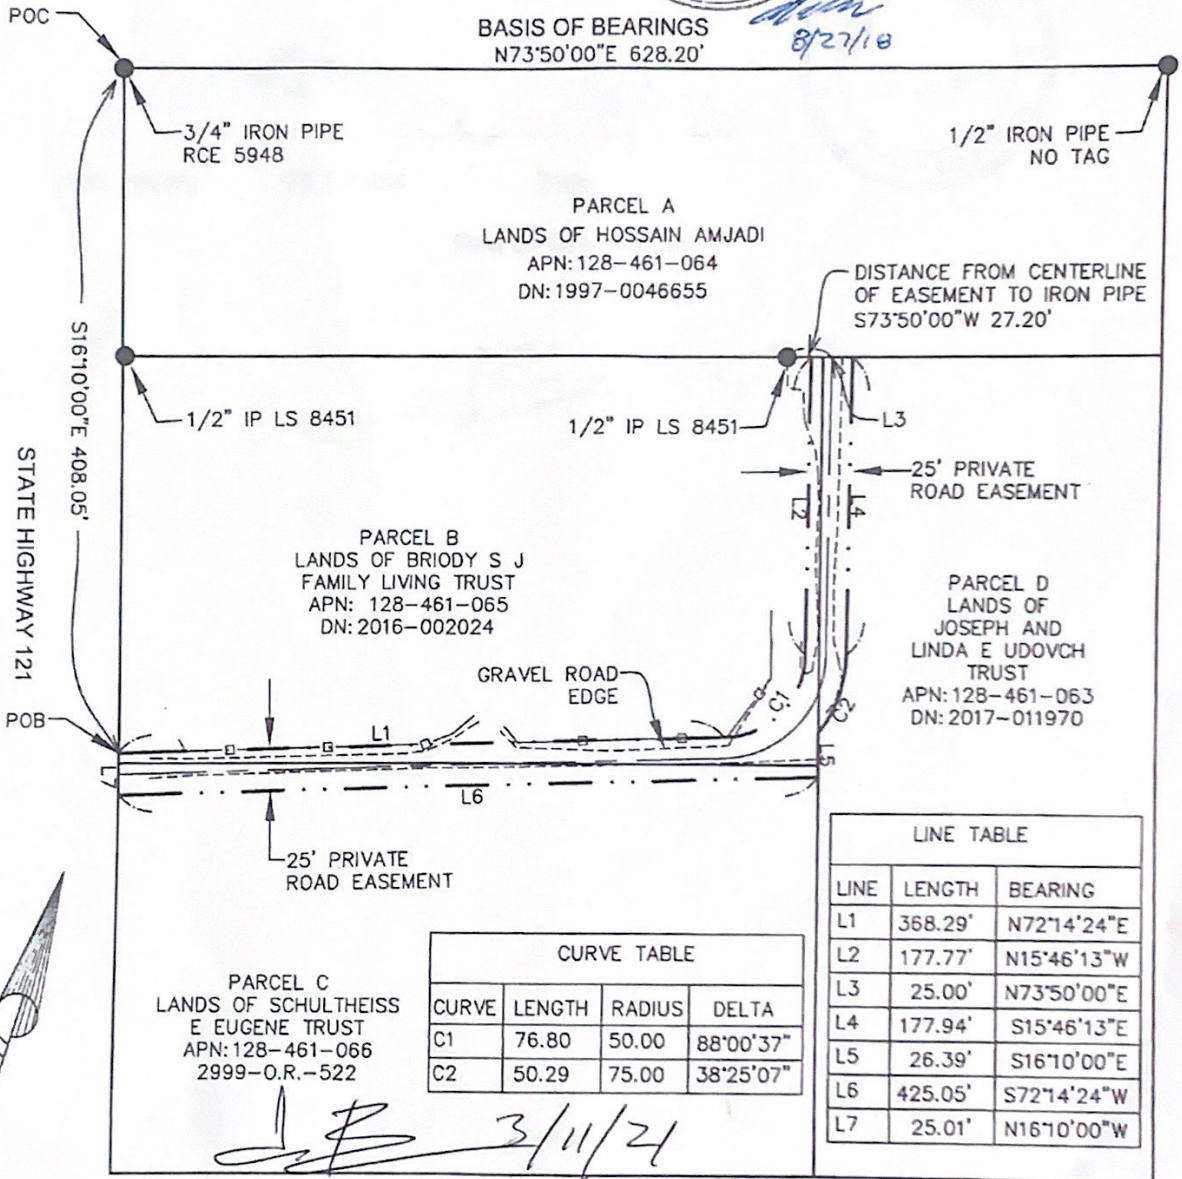 POC
BASIS OF BEARINGS
N73°50'00"E 628.20'
8/27/18
3/4" IRON PIPE
RCE 5948
1/2" IRON PIPE
NO TAG
PARCEL A
LANDS OF HOSSAIN AMJADI
APN:128-461-064
DN:1997-0046655
DISTANCE FROM CENTERLINE
OF EASEMENT TO IRON PIPE
S73°50'00"W 27.20'
S16°10'00"E 408.05'
1/2" IP LS 8451
1/2" IP LS 8451
L3
25' PRIVATE
ROAD EASEMENT
L2
L4
STATE HIGHWAY 121
PARCEL B
LANDS OF BRIODY S J
FAMILY LIVING TRUST
APN: 128-461-065
DN: 2016-002024
PARCEL D
LANDS OF
JOSEPH AND
LINDA E UDOVCH
TRUST
APN:128-461-063
DN: 2017-011970
GRAVEL ROAD
EDGE
C1
C2
POB
L1
L5
L7
L6
25' PRIVATE
ROAD EASEMENT
LINE TABLE
LINE LENGTH BEARING
L1 368.29' N72°14'24"E
L2 177.77' N15°46'13"W
L3 25.00' N73°50'00"E
L4 177.94' S15°46'13"E
L5 26.39' S16°10'00"E
L6 425.05' S72°14'24"W
L7 25.01' N16°10'00"W
CURVE TABLE
CURVE LENGTH RADIUS DELTA
C1 76.80 50.00 88°00'37"
C2 50.29 75.00 38°25'07"
PARCEL C
LANDS OF SCHULTHEISS
E EUGENE TRUST
APN:128-461-066
2999-O.R.-522
3/11/21